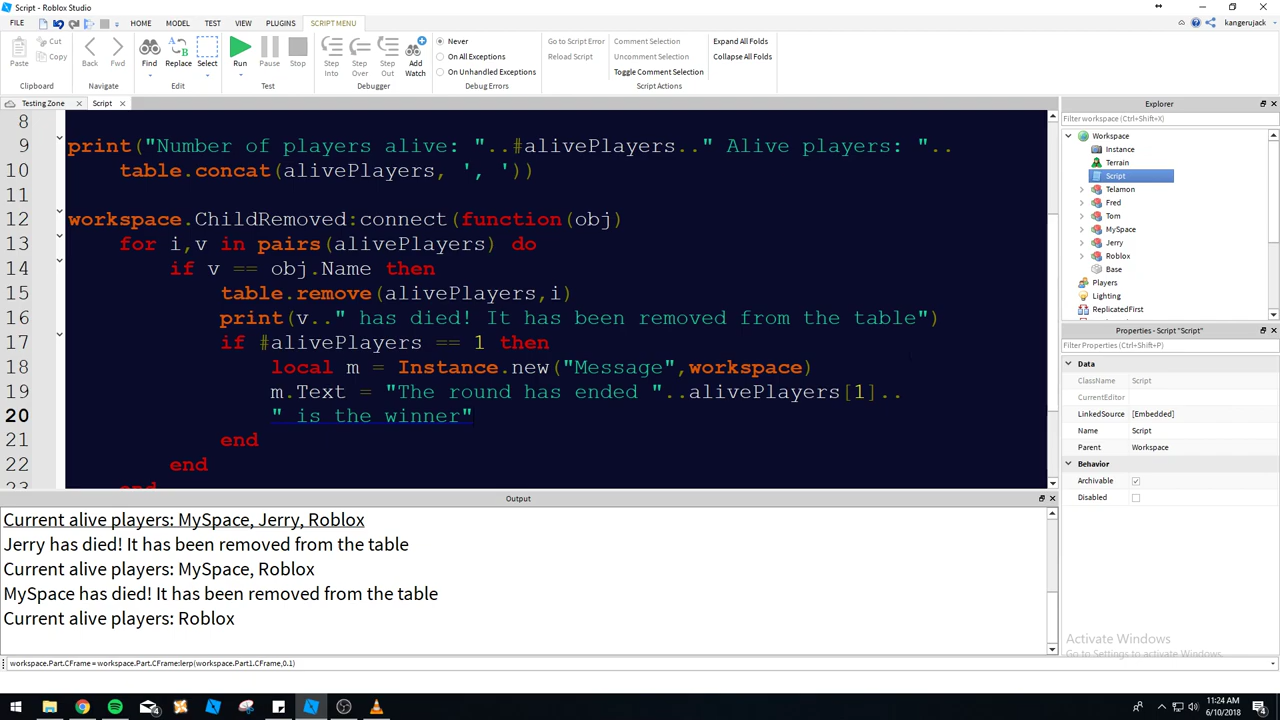 Script - Roblox Studio
FILE HOME MODEL TEST VIEW PLUGINS SCRIPT MENU kangerujack
Paste Cut Copy Back Fwd Find Replace Select Run Pause Stop Step Into Step Over Step Out Add Watch
Never
On All Exceptions
On Unhandled Exceptions
Go to Script Error
Reload Script
Comment Selection
Uncomment Selection
Toggle Comment Selection
Expand All Folds
Collapse All Folds
Clipboard Navigate Edit Test Debugger Debug Errors Script Actions
Testing Zone Script
8
9 print("Number of players alive: "..#alivePlayers.." Alive players: "..
10 table.concat(alivePlayers, ', '))
11
12 workspace.ChildRemoved:connect(function(obj)
13 for i,v in pairs(alivePlayers) do
14 if v == obj.Name then
15 table.remove(alivePlayers,i)
16 print(v.." has died! It has been removed from the table")
17 if #alivePlayers == 1 then
18 local m = Instance.new("Message",workspace)
19 m.Text = "The round has ended "..alivePlayers[1]..
20 " is the winner"
21 end
22 end
23 end
Output
Current alive players: MySpace, Jerry, Roblox
Jerry has died! It has been removed from the table
Current alive players: MySpace, Roblox
MySpace has died! It has been removed from the table
Current alive players: Roblox
workspace.Part.CFrame = workspace.Part.CFrame:lerp(workspace.Part1.CFrame,0.1)
Explorer
Filter workspace (Ctrl+Shift+X)
Workspace
Instance
Terrain
Script
Telamon
Fred
Tom
MySpace
Jerry
Roblox
Base
Players
Lighting
ReplicatedFirst
Properties - Script "Script"
Filter Properties (Ctrl+Shift+P)
Data
ClassName Script
CurrentEditor
LinkedSource [Embedded]
Name Script
Parent Workspace
Behavior
Archivable
Disabled
Activate Windows
Go to Settings to activate Windows.
4
11:24 AM
6/10/2018
4